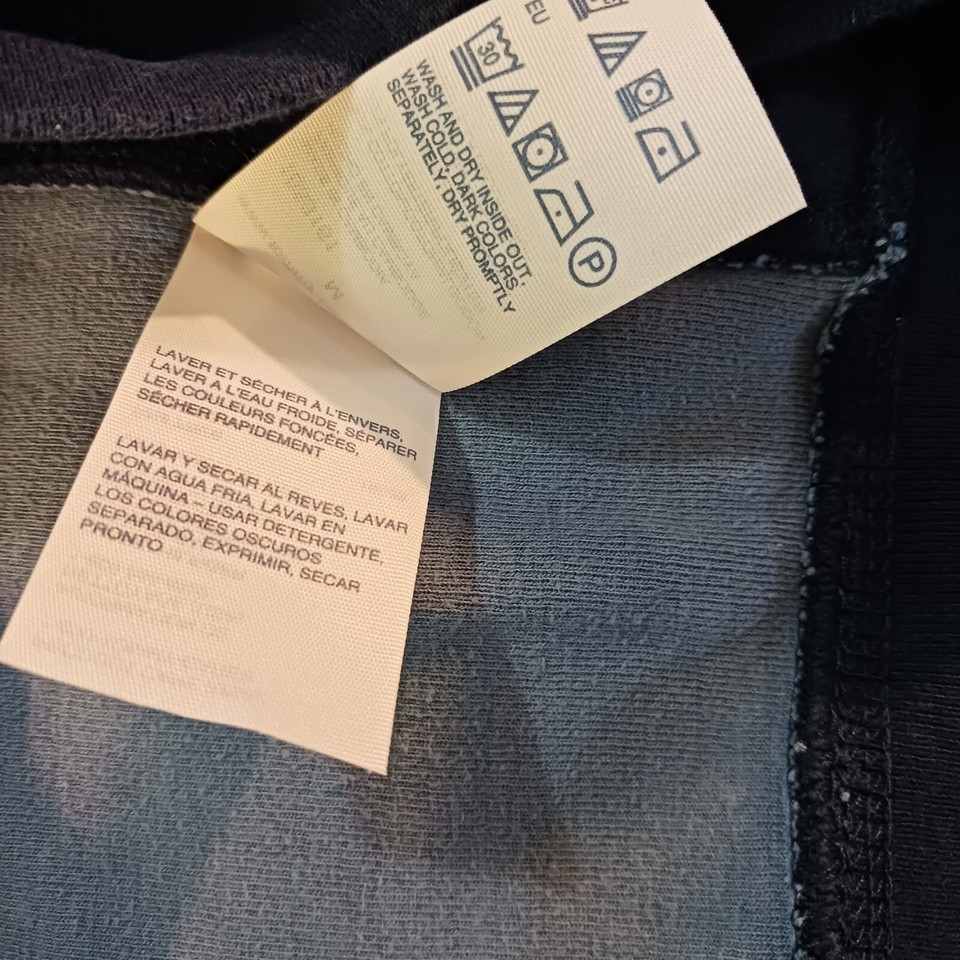 EU
30
P
WASH AND DRY INSIDE OUT,
WASH COLD, DARK COLORS
SEPARATELY, DRY PROMPTLY
LAVER ET SÉCHER À L'ENVERS,
LAVER A L'EAU FROIDE, SÉPARER
LES COULEURS FONCÉES,
SÉCHER RAPIDEMENT
LAVAR Y SECAR AL REVES, LAVAR
CON AGUA FRIA, LAVAR EN
MÁQUINA – USAR DETERGENTE,
LOS COLORES OSCUROS
SEPARADO, EXPRIMIR, SECAR
PRONTO